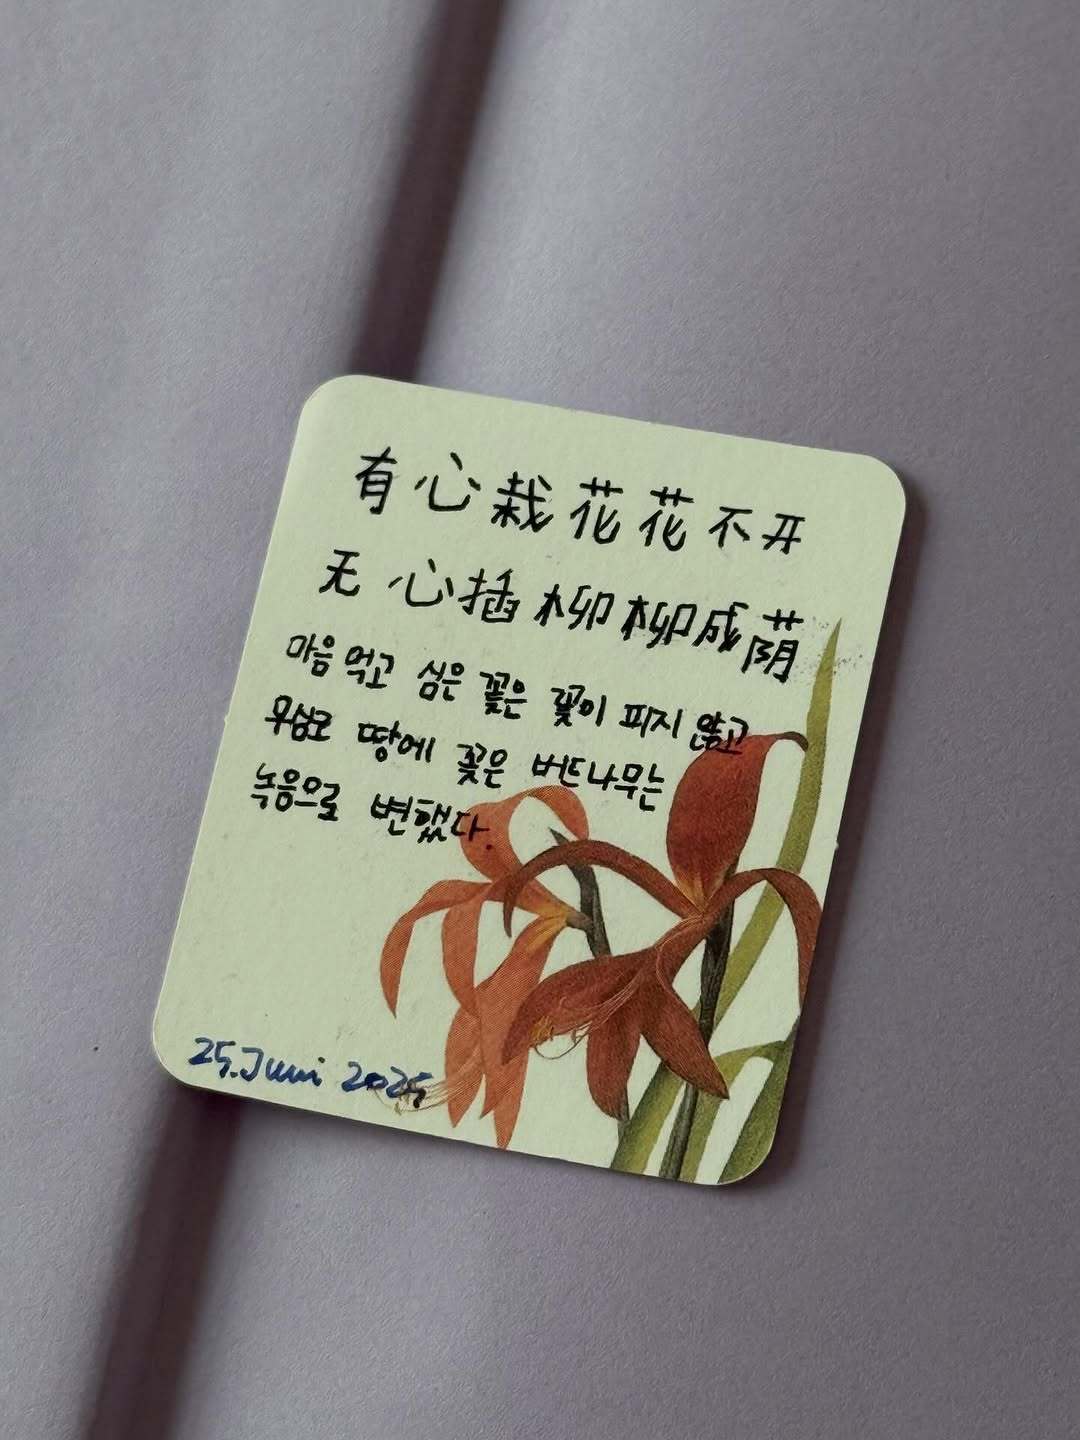 有心栽花花不开
无心插柳柳成荫
마음 먹고 심은 꽃은 꽃이 피지 않고
무심코 땅에 꽂은 버드나무는
녹음으로 변했다.
25.Juni 2025